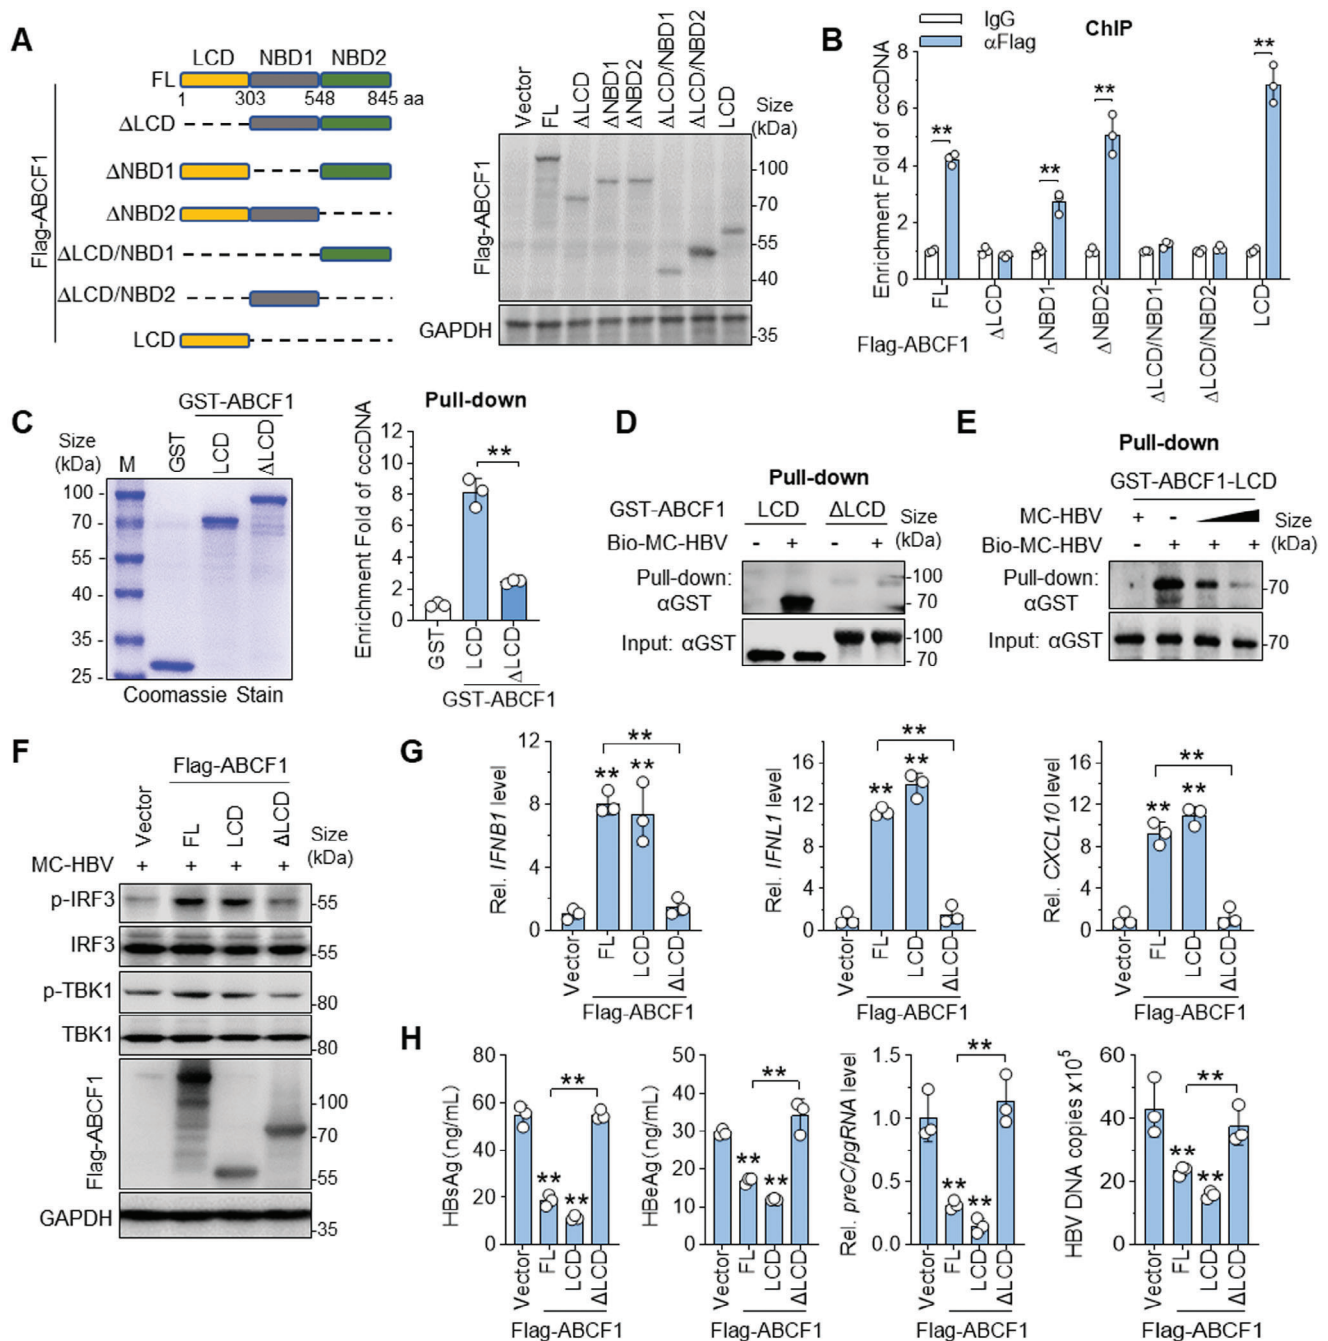 A
LCD NBD1 NBD2
FL
1 303 548 845 aa
ΔLCD
ΔNBD1
ΔNBD2
ΔLCD/NBD1
ΔLCD/NBD2
LCD
Flag-ABCF1
Vector
FL
ΔLCD
ΔNBD1
ΔNBD2
ΔLCD/NBD1
ΔLCD/NBD2
LCD
Size
(kDa)
Flag-ABCF1
-100
-70
-55
-40
GAPDH
-35
B
IgG
αFlag
ChIP
Enrichment Fold of cccDNA
8
6
4
2
0
**
**
**
**
FL
ΔLCD
ΔNBD1
ΔNBD2
ΔLCD/NBD1
ΔLCD/NBD2
LCD
Flag-ABCF1
C
GST-ABCF1
Size
(kDa)
M
GST
LCD
ΔLCD
100 -
70 -
55 -
40 -
35 -
25 -
Coomassie Stain
Pull-down
Enrichment Fold of cccDNA
12
10
8
6
4
2
0
**
GST
LCD
ΔLCD
GST-ABCF1
D
Pull-down
GST-ABCF1 LCD ΔLCD Size
(kDa)
Bio-MC-HBV - + - +
Pull-down:
αGST
-100
-70
Input: αGST
-100
-70
E
Pull-down
GST-ABCF1-LCD
MC-HBV + -
Size
(kDa)
Bio-MC-HBV - + + +
Pull-down:
αGST
-70
Input: αGST
-70
F
Flag-ABCF1
Vector
FL
LCD
ΔLCD
Size
(kDa)
MC-HBV + + + +
p-IRF3
-55
IRF3
-55
p-TBK1
-80
TBK1
-80
Flag-ABCF1
-100
-70
-55
GAPDH
-35
G
Rel. IFNB1 level
12
8
4
0
**
** **
Vector
FL
LCD
ΔLCD
Flag-ABCF1
Rel. IFNL1 level
16
12
8
4
0
**
** **
Vector
FL
LCD
ΔLCD
Flag-ABCF1
Rel. CXCL10 level
16
12
8
4
0
**
** **
Vector
FL
LCD
ΔLCD
Flag-ABCF1
H
HBsAg (ng/mL)
80
60
40
20
0
**
** **
Vector
FL
LCD
ΔLCD
Flag-ABCF1
HBeAg (ng/mL)
50
40
30
20
10
0
**
** **
Vector
FL
LCD
ΔLCD
Flag-ABCF1
Rel. preC/pgRNA level
1.5
1.0
0.5
0.0
**
** **
Vector
FL
LCD
ΔLCD
Flag-ABCF1
HBV DNA copies x10⁵
60
50
40
30
20
10
0
**
** **
Vector
FL
LCD
ΔLCD
Flag-ABCF1